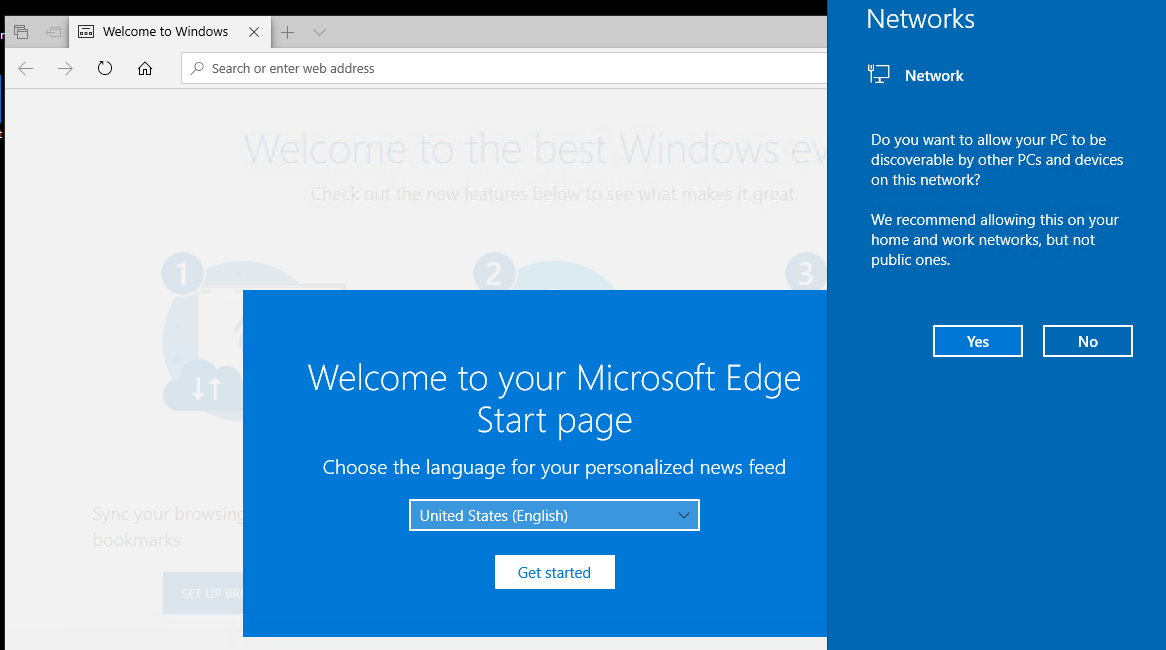 Welcome to Windows
Search or enter web address
Welcome to the best Windows
Check out the new features below to see what makes it great.
1
2
3
Sync your browsing
bookmarks
SET UP
Welcome to your Microsoft Edge
Start page
Choose the language for your personalized news feed
United States (English)
Get started
Networks
Network
Do you want to allow your PC to be
discoverable by other PCs and devices
on this network?
We recommend allowing this on your
home and work networks, but not
public ones.
Yes
No